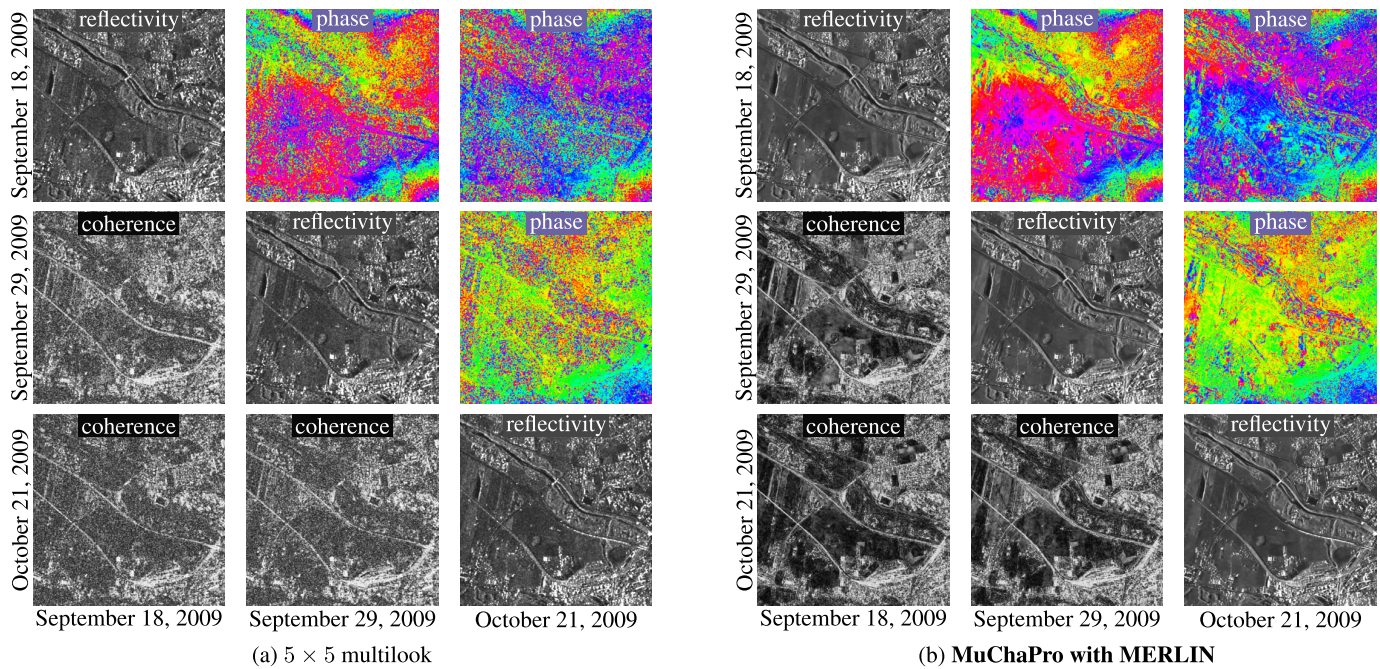 reflectivity
phase
phase
September 18, 2009
coherence
reflectivity
phase
September 29, 2009
coherence
coherence
reflectivity
October 21, 2009
September 18, 2009
September 29, 2009
October 21, 2009
(a) 5 × 5 multilook
reflectivity
phase
phase
September 18, 2009
coherence
reflectivity
phase
September 29, 2009
coherence
coherence
reflectivity
October 21, 2009
September 18, 2009
September 29, 2009
October 21, 2009
(b) MuChaPro with MERLIN